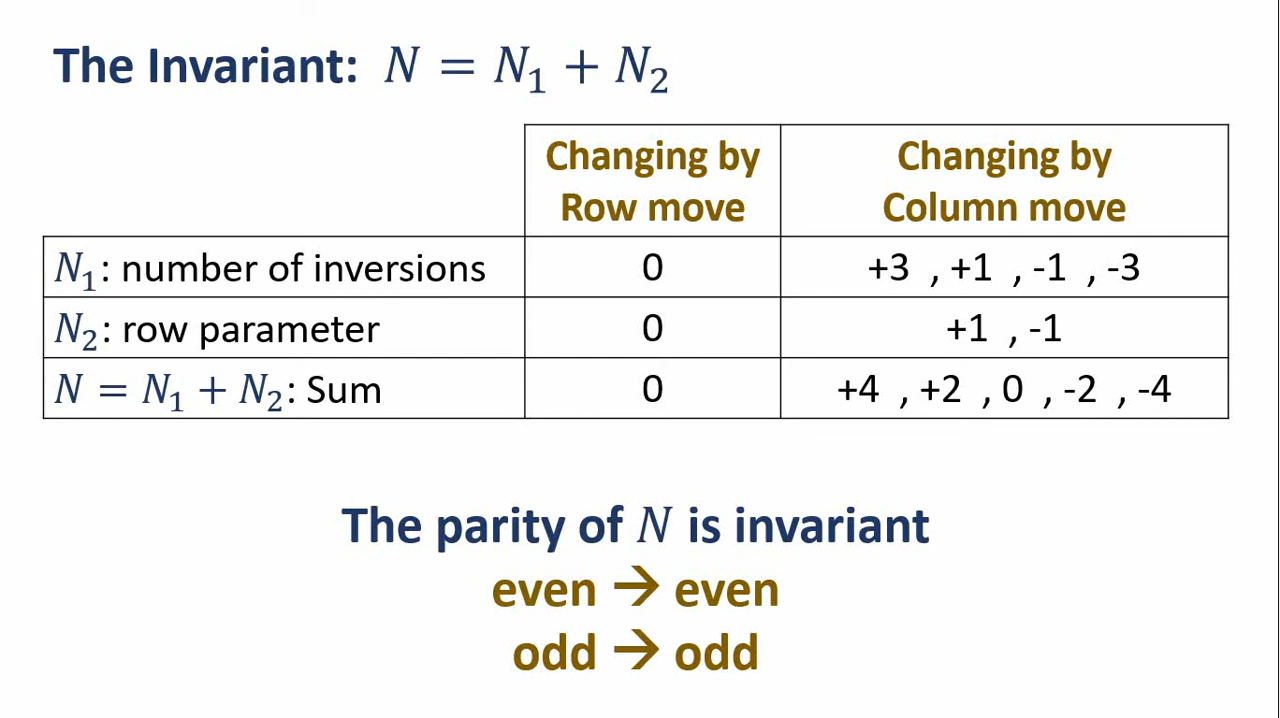 The Invariant: N = N₁ + N₂
Changing by Row move
Changing by Column move
N₁: number of inversions 0 +3 , +1 , -1 , -3
N₂: row parameter 0 +1 , -1
N = N₁ + N₂: Sum 0 +4 , +2 , 0 , -2 , -4
The parity of N is invariant
even → even
odd → odd